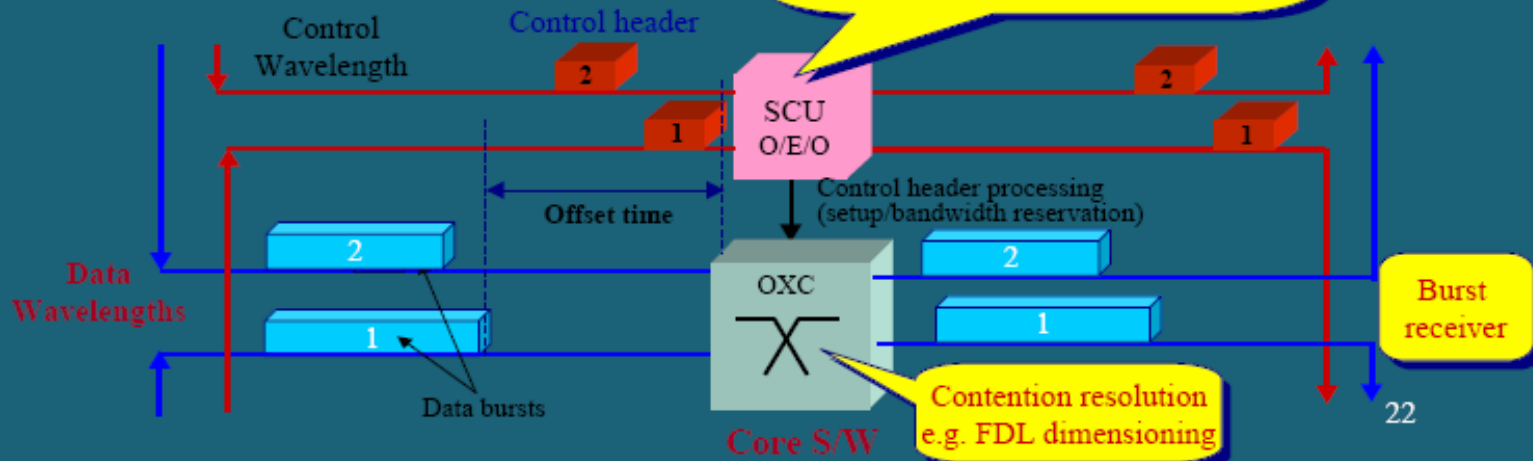 Control
Wavelength
Control header
2
1
SCU
O/E/O
2
1
Offset time
Control header processing
(setup/bandwidth reservation)
Data
Wavelengths
2
1
Data bursts
OXC
2
1
Burst
receiver
Contention resolution
e.g. FDL dimensioning
Core S/W
22